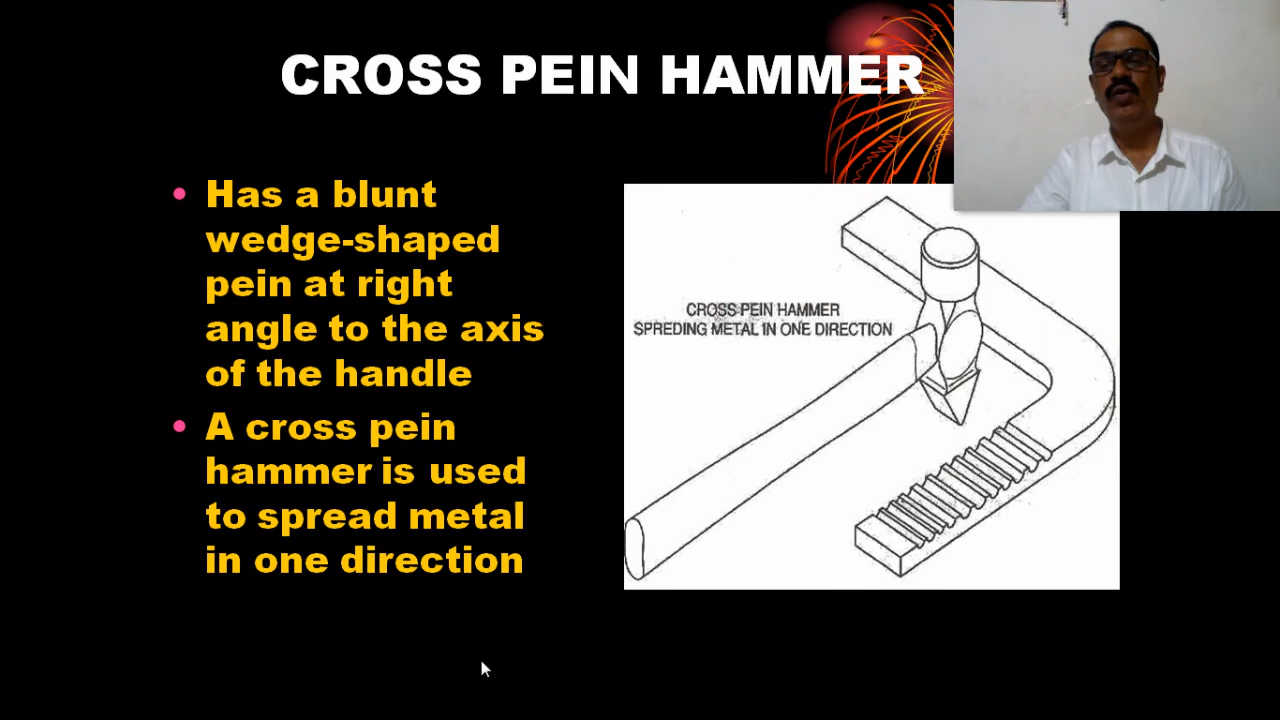 CROSS PEIN HAMMER
• Has a blunt
wedge-shaped
pein at right
angle to the axis
of the handle
• A cross pein
hammer is used
to spread metal
in one direction
CROSS PEIN HAMMER
SPREDING METAL IN ONE DIRECTION